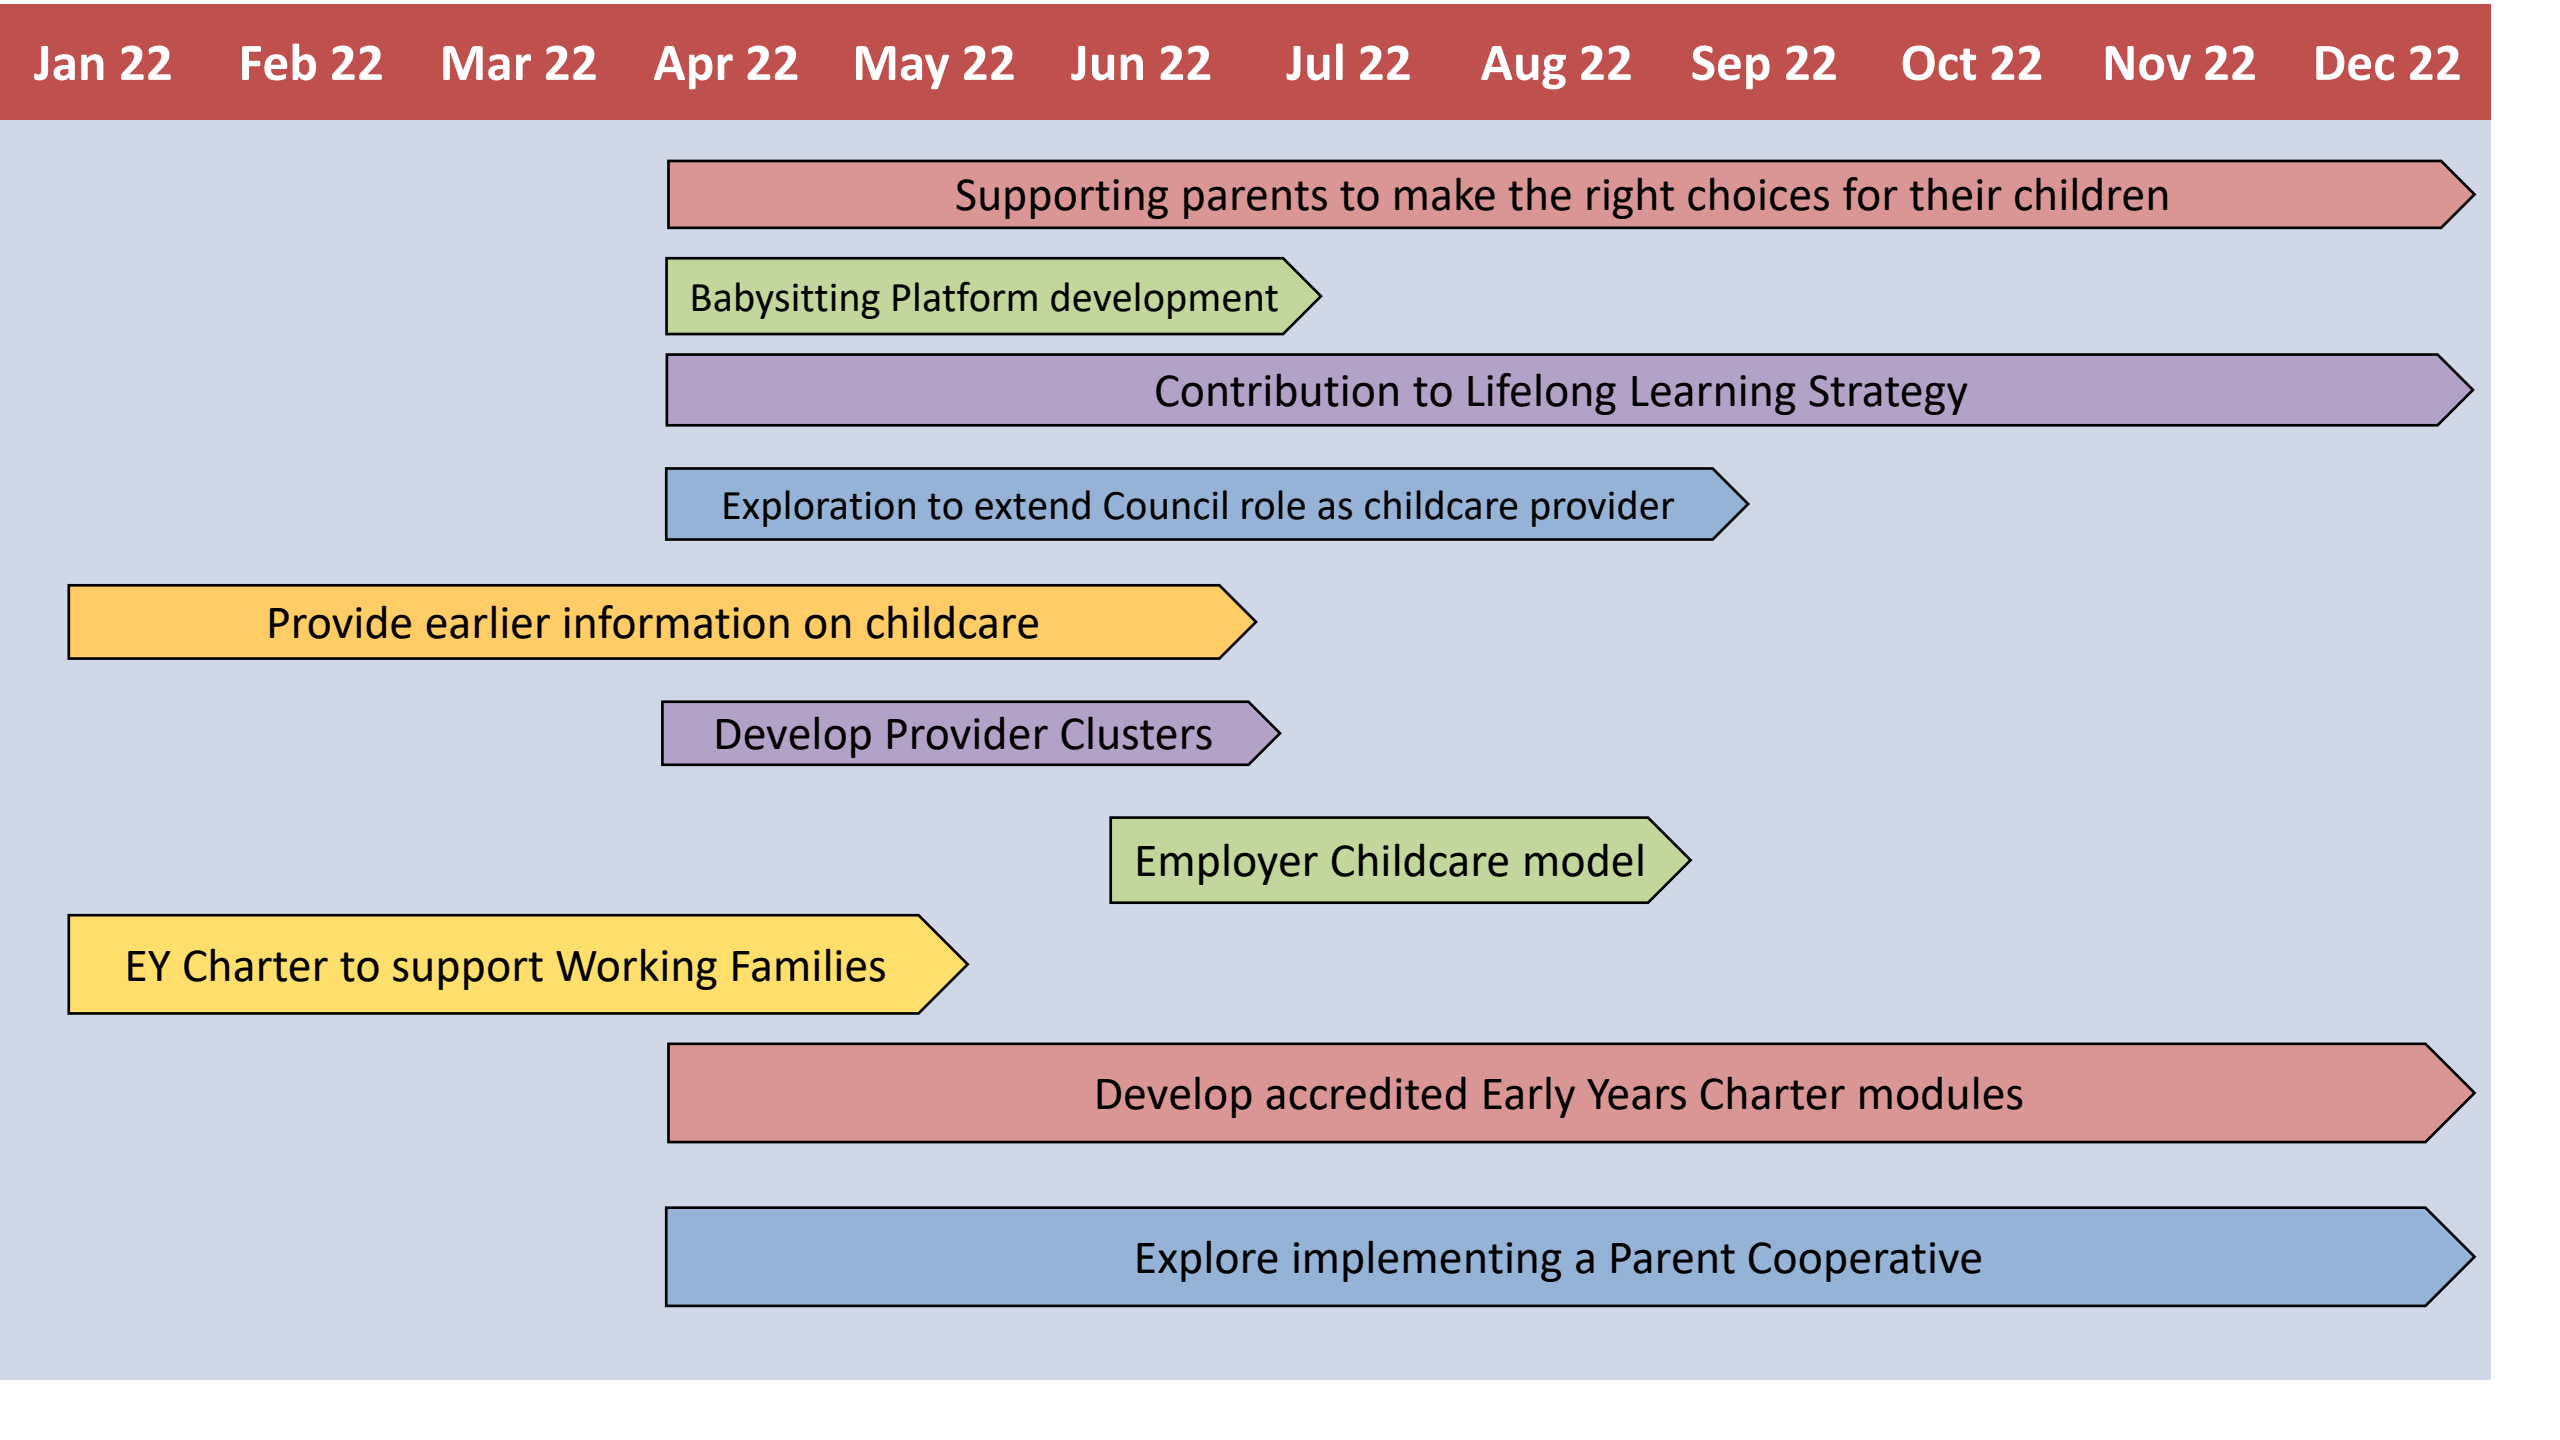 Jan 22 Feb 22 Mar 22 Apr 22 May 22 Jun 22 Jul 22 Aug 22 Sep 22 Oct 22 Nov 22 Dec 22
Supporting parents to make the right choices for their children
Babysitting Platform development
Contribution to Lifelong Learning Strategy
Exploration to extend Council role as childcare provider
Provide earlier information on childcare
Develop Provider Clusters
Employer Childcare model
EY Charter to support Working Families
Develop accredited Early Years Charter modules
Explore implementing a Parent Cooperative